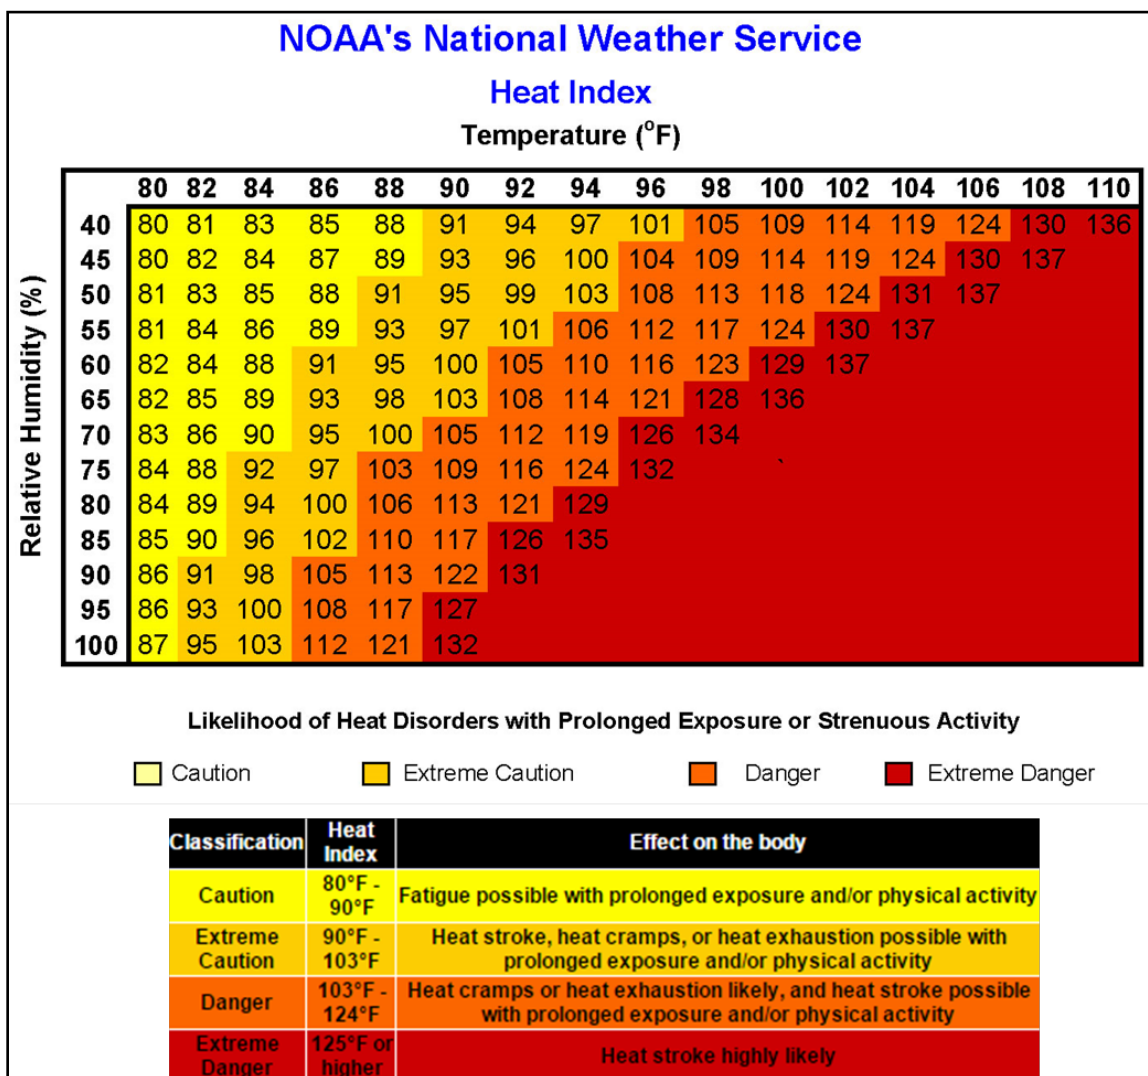 NOAA's National Weather Service
Heat Index
Temperature (°F)
80 82 84 86 88 90 92 94 96 98 100 102 104 106 108 110
Relative Humidity (%)
40 80 81 83 85 88 91 94 97 101 105 109 114 119 124 130 136
45 80 82 84 87 89 93 96 100 104 109 114 119 124 130 137
50 81 83 85 88 91 95 99 103 108 113 118 124 131 137
55 81 84 86 89 93 97 101 106 112 117 124 130 137
60 82 84 88 91 95 100 105 110 116 123 129 137
65 82 85 89 93 98 103 108 114 121 128 136
70 83 86 90 95 100 105 112 119 126 134
75 84 88 92 97 103 109 116 124 132 `
80 84 89 94 100 106 113 121 129
85 85 90 96 102 110 117 126 135
90 86 91 98 105 113 122 131
95 86 93 100 108 117 127
100 87 95 103 112 121 132
Likelihood of Heat Disorders with Prolonged Exposure or Strenuous Activity
Caution Extreme Caution Danger Extreme Danger
Classification Heat Index Effect on the body
Caution 80°F - 90°F Fatigue possible with prolonged exposure and/or physical activity
Extreme Caution 90°F - 103°F Heat stroke, heat cramps, or heat exhaustion possible with
prolonged exposure and/or physical activity
Danger 103°F - 124°F Heat cramps or heat exhaustion likely, and heat stroke possible
with prolonged exposure and/or physical activity
Extreme Danger 125°F or higher Heat stroke highly likely